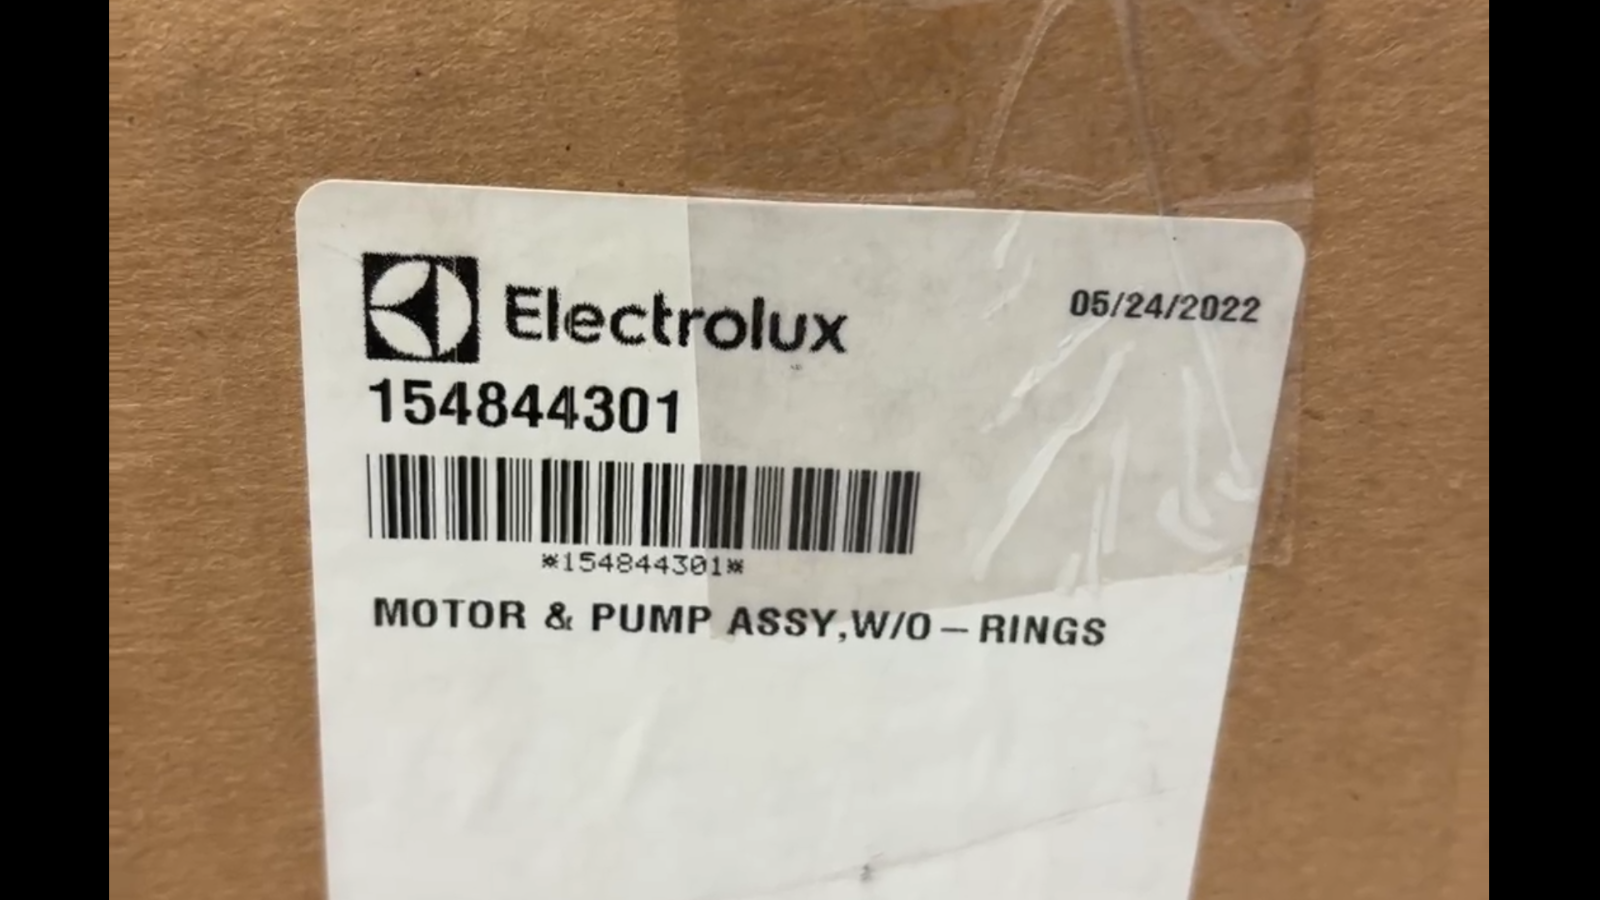 Electrolux
05/24/2022
154844301
*154844301*
MOTOR & PUMP ASSY,W/O-RINGS